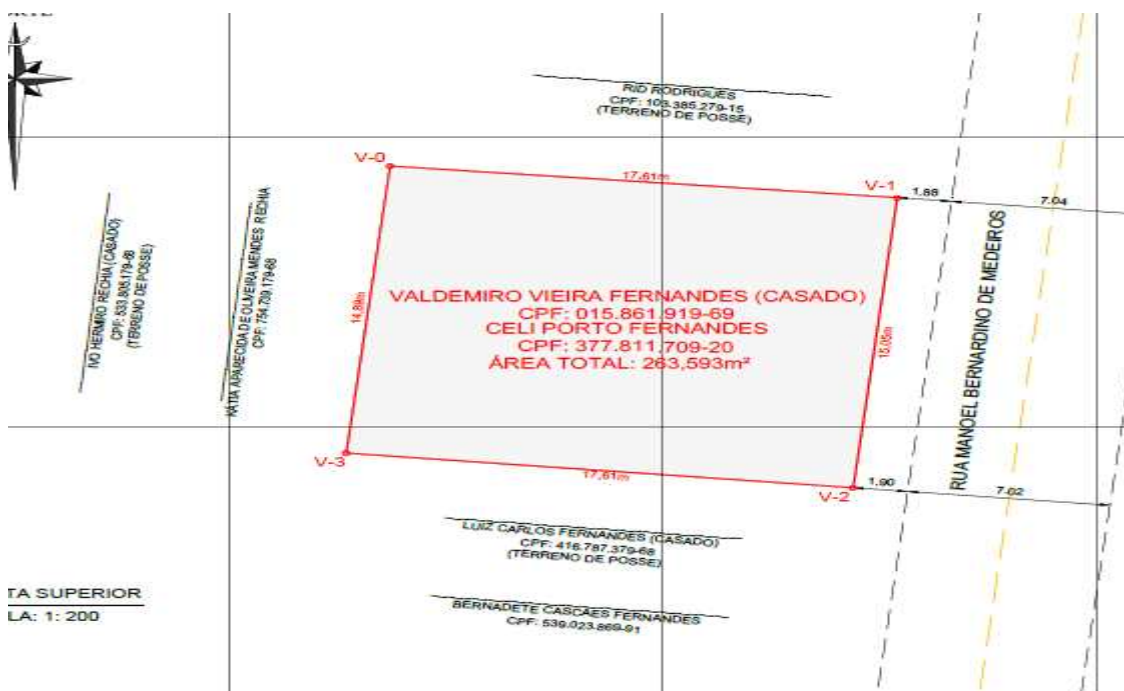 RID RODRIGUES
CPF: 103.385.279-15
(TERRENO DE POSSE)
V-0
17,61m
V-1
1.88
7.04
IVO HERMIRO RECHIA (CASADO)
CPF: 533.805.179-68
(TERRENO DE POSSE)
KÁTIA APARECIDA DE OLIVEIRA MENDES RECHIA
CPF: 754.739.179-68
14,89m
VALDEMIRO VIEIRA FERNANDES (CASADO)
CPF: 015.861.919-69
CELI PORTO FERNANDES
CPF: 377.811.709-20
ÁREA TOTAL: 263,593m²
15,05m
RUA MANOEL BERNARDINO DE MEDEIROS
V-3
17,61m
V-2
1.90
7.02
LUIZ CARLOS FERNANDES (CASADO)
CPF: 416.787.379-68
(TERRENO DE POSSE)
TA SUPERIOR
LA: 1: 200
BERNADETE CASCAES FERNANDES
CPF: 539.023.869-91